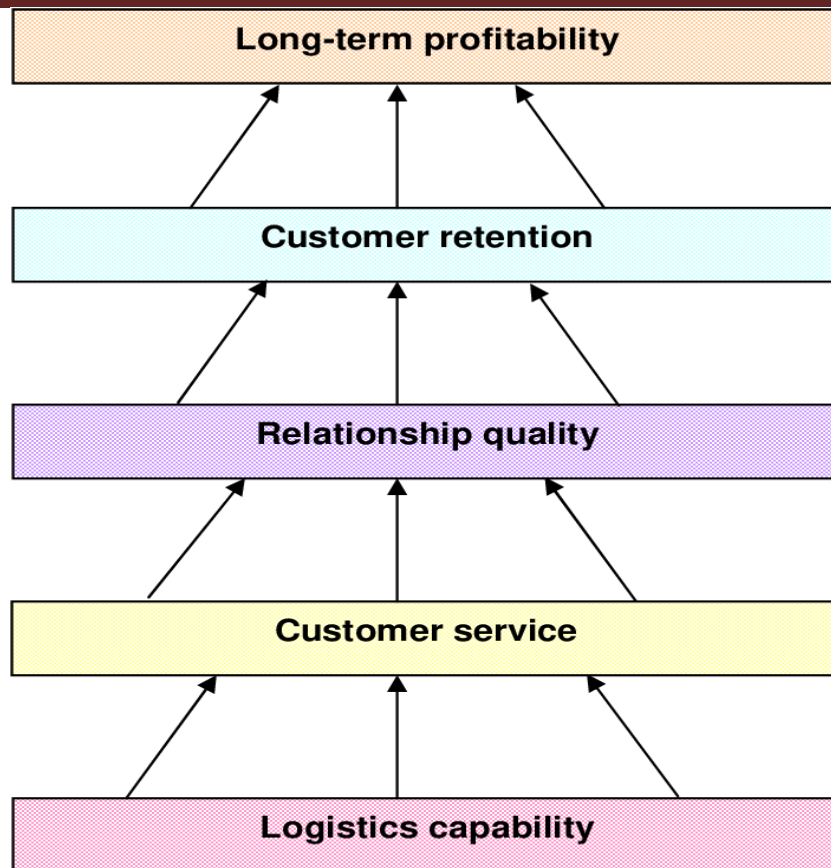 Long-term profitability
Customer retention
Relationship quality
Customer service
Logistics capability